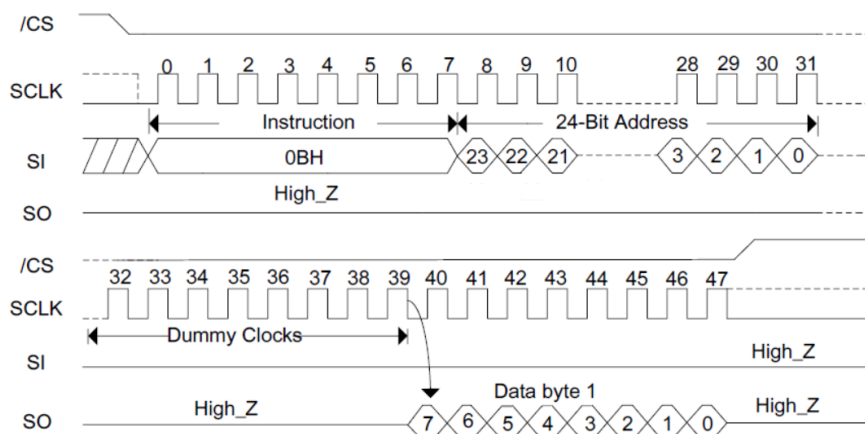 /CS
0 1 2 3 4 5 6 7 8 9 10 28 29 30 31
SCLK
Instruction 24-Bit Address
SI 0BH 23 22 21 3 2 1 0
High_Z
SO
/CS
32 33 34 35 36 37 38 39 40 41 42 43 44 45 46 47
SCLK
Dummy Clocks
SI High_Z
High_Z Data byte 1 High_Z
SO 7 6 5 4 3 2 1 0